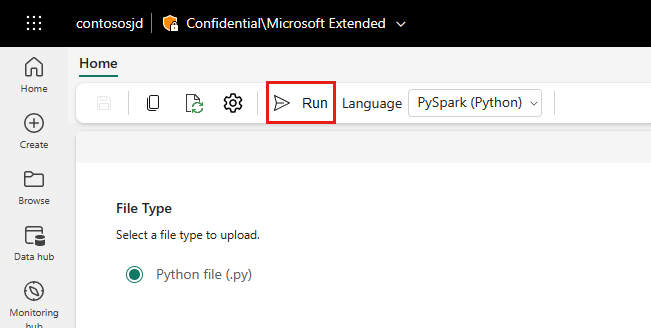 contososjd
Confidential\Microsoft Extended
Home
Home
Run
Language
PySpark (Python)
Create
Browse
File Type
Select a file type to upload.
Data hub
Python file (.py)
Monitoring
hub